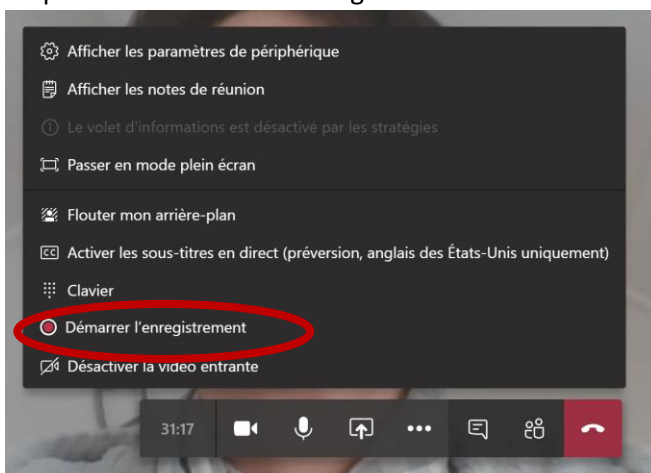 Afficher les paramètres de périphérique
Afficher les notes de réunion
Le volet d'informations est désactivé par les stratégies
Passer en mode plein écran
Flouter mon arrière-plan
Activer les sous-titres en direct (préversion, anglais des États-Unis uniquement)
Clavier
Démarrer l'enregistrement
Désactiver la vidéo entrante
31:17